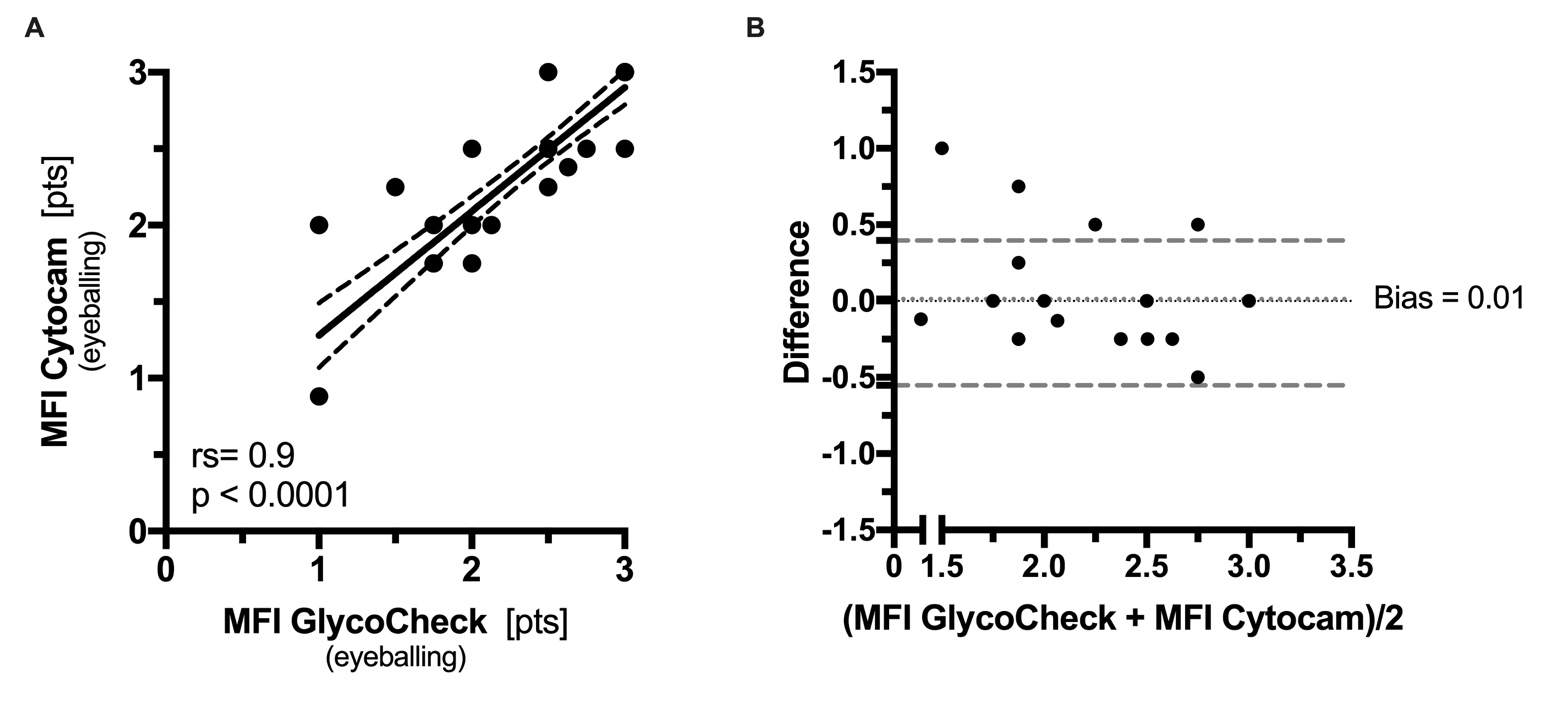 A
3
2
1
0
MFI Cytocam [pts]
(eyeballing)
rs= 0.9
p < 0.0001
0 1 2 3
MFI GlycoCheck [pts]
(eyeballing)
B
1.5
1.0
0.5
0.0
-0.5
-1.0
-1.5
Difference
Bias = 0.01
0 1.5 2.0 2.5 3.0 3.5
(MFI GlycoCheck + MFI Cytocam)/2